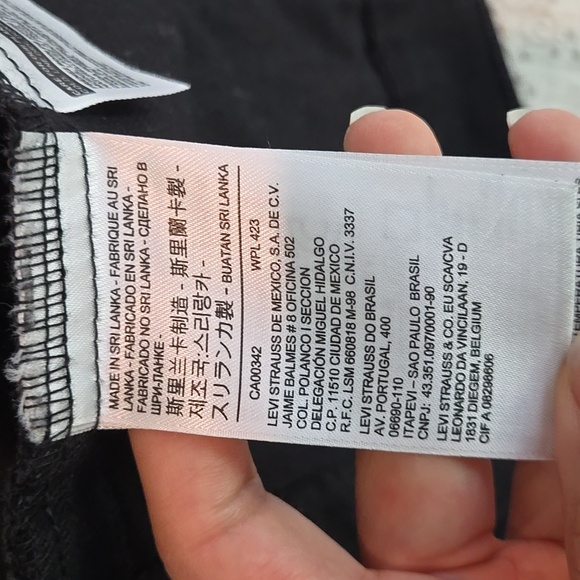 MADE IN SRI LANKA - FABRIQUE AU SRI
LANKA - FABRICADO EN SRI LANKA -
FABRICADO NO SRI LANKA - СДЕЛАНО В
ШРИ-ЛАНКЕ -
斯里兰卡制造 - 斯里蘭卡製 -
제조국:스리랑카 -
スリランカ製 - BUATAN SRI LANKA
CA00342 WPL 423
LEVI STRAUSS DE MEXICO, S.A. DE C.V.
JAIME BALMES # 8 OFICINA 502
COL. POLANCO I SECCION
DELEGACIÓN MIGUEL HIDALGO
C.P. 11510 CIUDAD DE MEXICO
R.F.C. LSM 660818 M-98 C.N.I.V. 3337
LEVI STRAUSS DO BRASIL
AV. PORTUGAL, 400
06690-110
ITAPEVI – SAO PAULO BRASIL
CNPJ: 43.351.097/0001-90
LEVI STRAUSS & CO. EU SCA/CVA
LEONARDO DA VINCILAAN, 19 - D
1831 DIEGEM, BELGIUM
CIF A 08298606